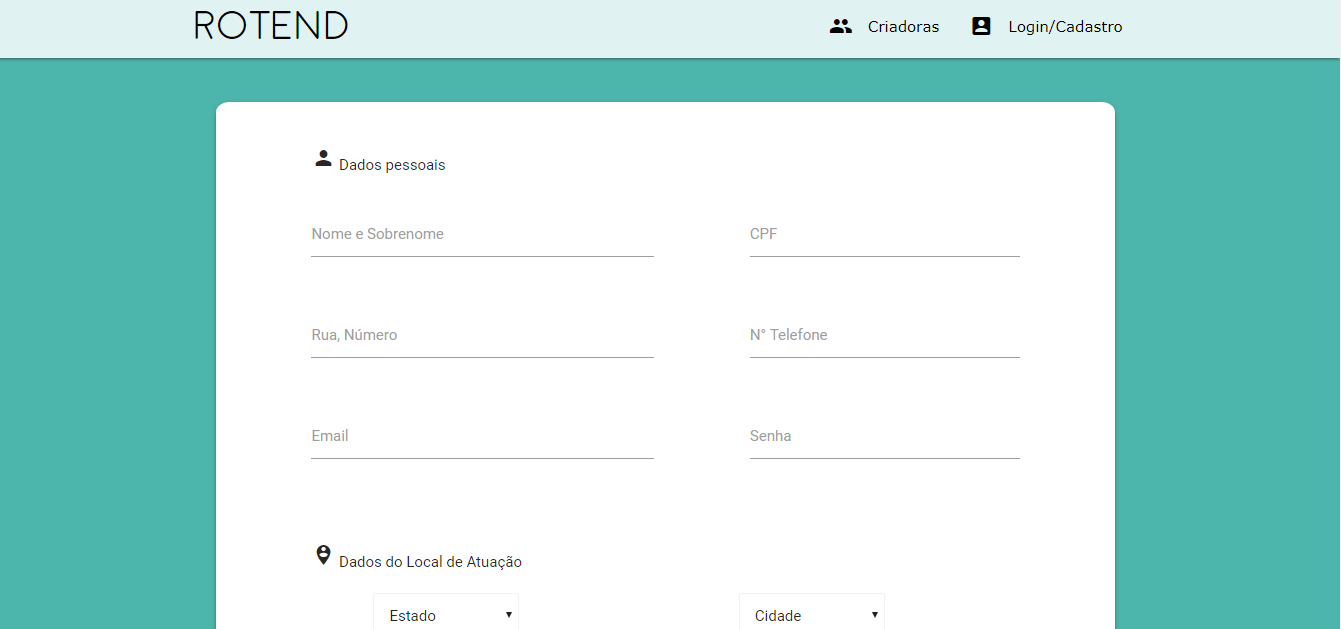 ROTEND
Criadoras
Login/Cadastro
Dados pessoais
Nome e Sobrenome
CPF
Rua, Número
N° Telefone
Email
Senha
Dados do Local de Atuação
Estado
Cidade